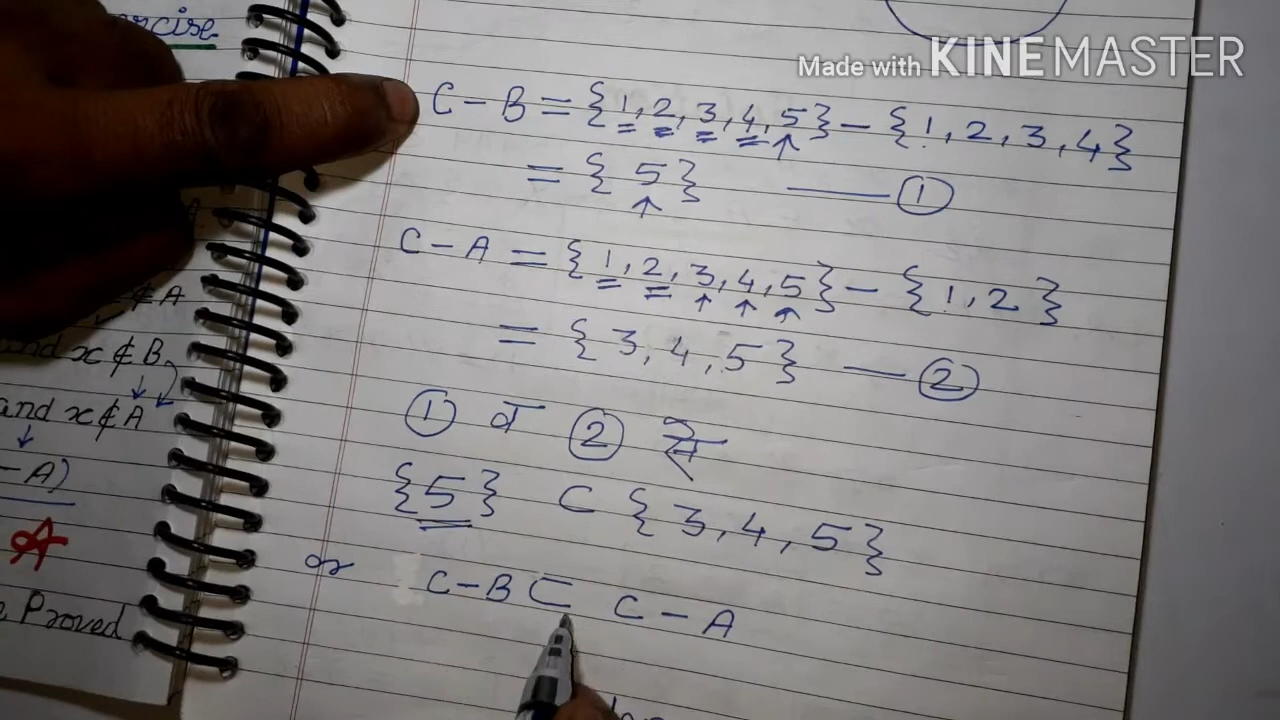 Made with KINEMASTER
C - B = {1, 2, 3, 4, 5} - {1, 2, 3, 4}
= {5} —— ①
C - A = {1, 2, 3, 4, 5} - {1, 2}
= {3, 4, 5} — ②
① व ② से
{5} ⊂ {3, 4, 5}
or C - B ⊂ C - A
∉ A
x ∉ B
and x ∉ A
- A)
Proved